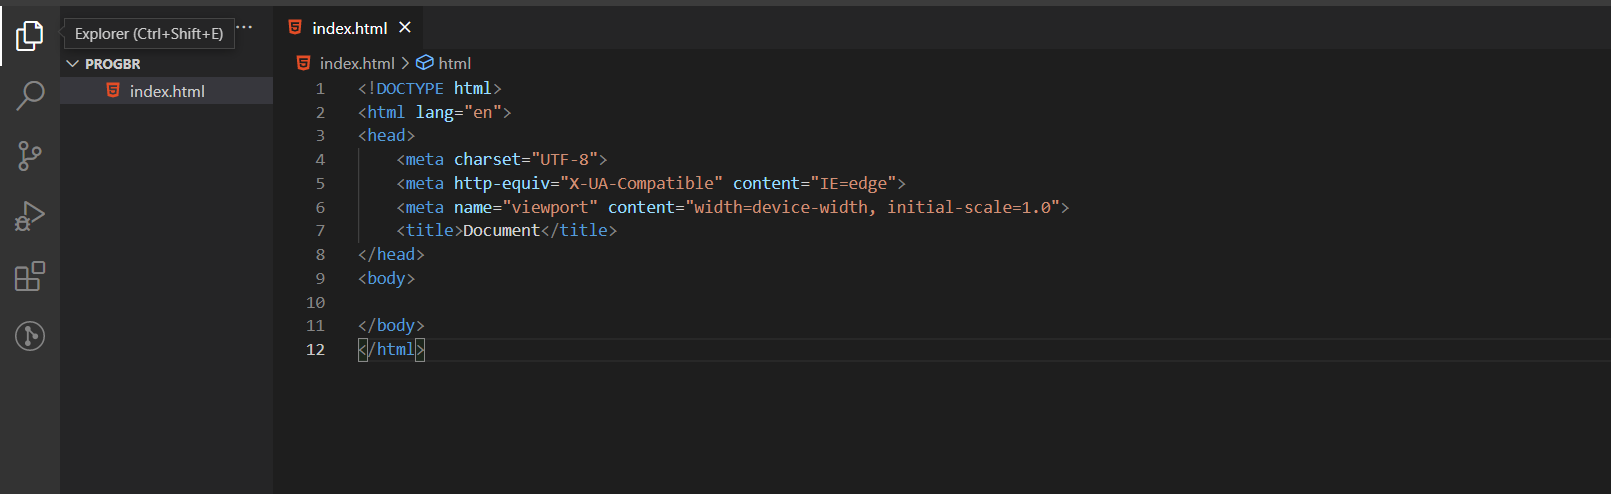 Explorer (Ctrl+Shift+E)
···
PROGBR
index.html
index.html
index.html > html
1 <!DOCTYPE html>
2 <html lang="en">
3 <head>
4     <meta charset="UTF-8">
5     <meta http-equiv="X-UA-Compatible" content="IE=edge">
6     <meta name="viewport" content="width=device-width, initial-scale=1.0">
7     <title>Document</title>
8 </head>
9 <body>
10
11 </body>
12 </html>